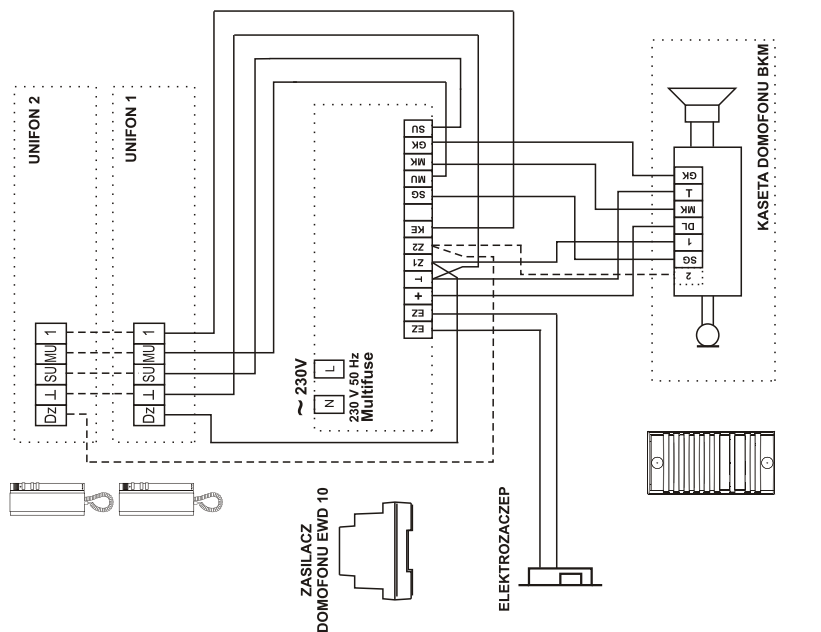 UNIFON 2
1
MU
SU
⊥
Dz
UNIFON 1
1
MU
SU
⊥
Dz
SU
GK
MK
MU
SG
KE
Z2
Z1
⊥
+
EZ
EZ
~ 230V
L
N
230 V 50 Hz
Multifuse
KASETA DOMOFONU BKM
GK
⊥
MK
DL
1
SG
2
ZASILACZ
DOMOFONU EWD 10
ELEKTROZACZEP